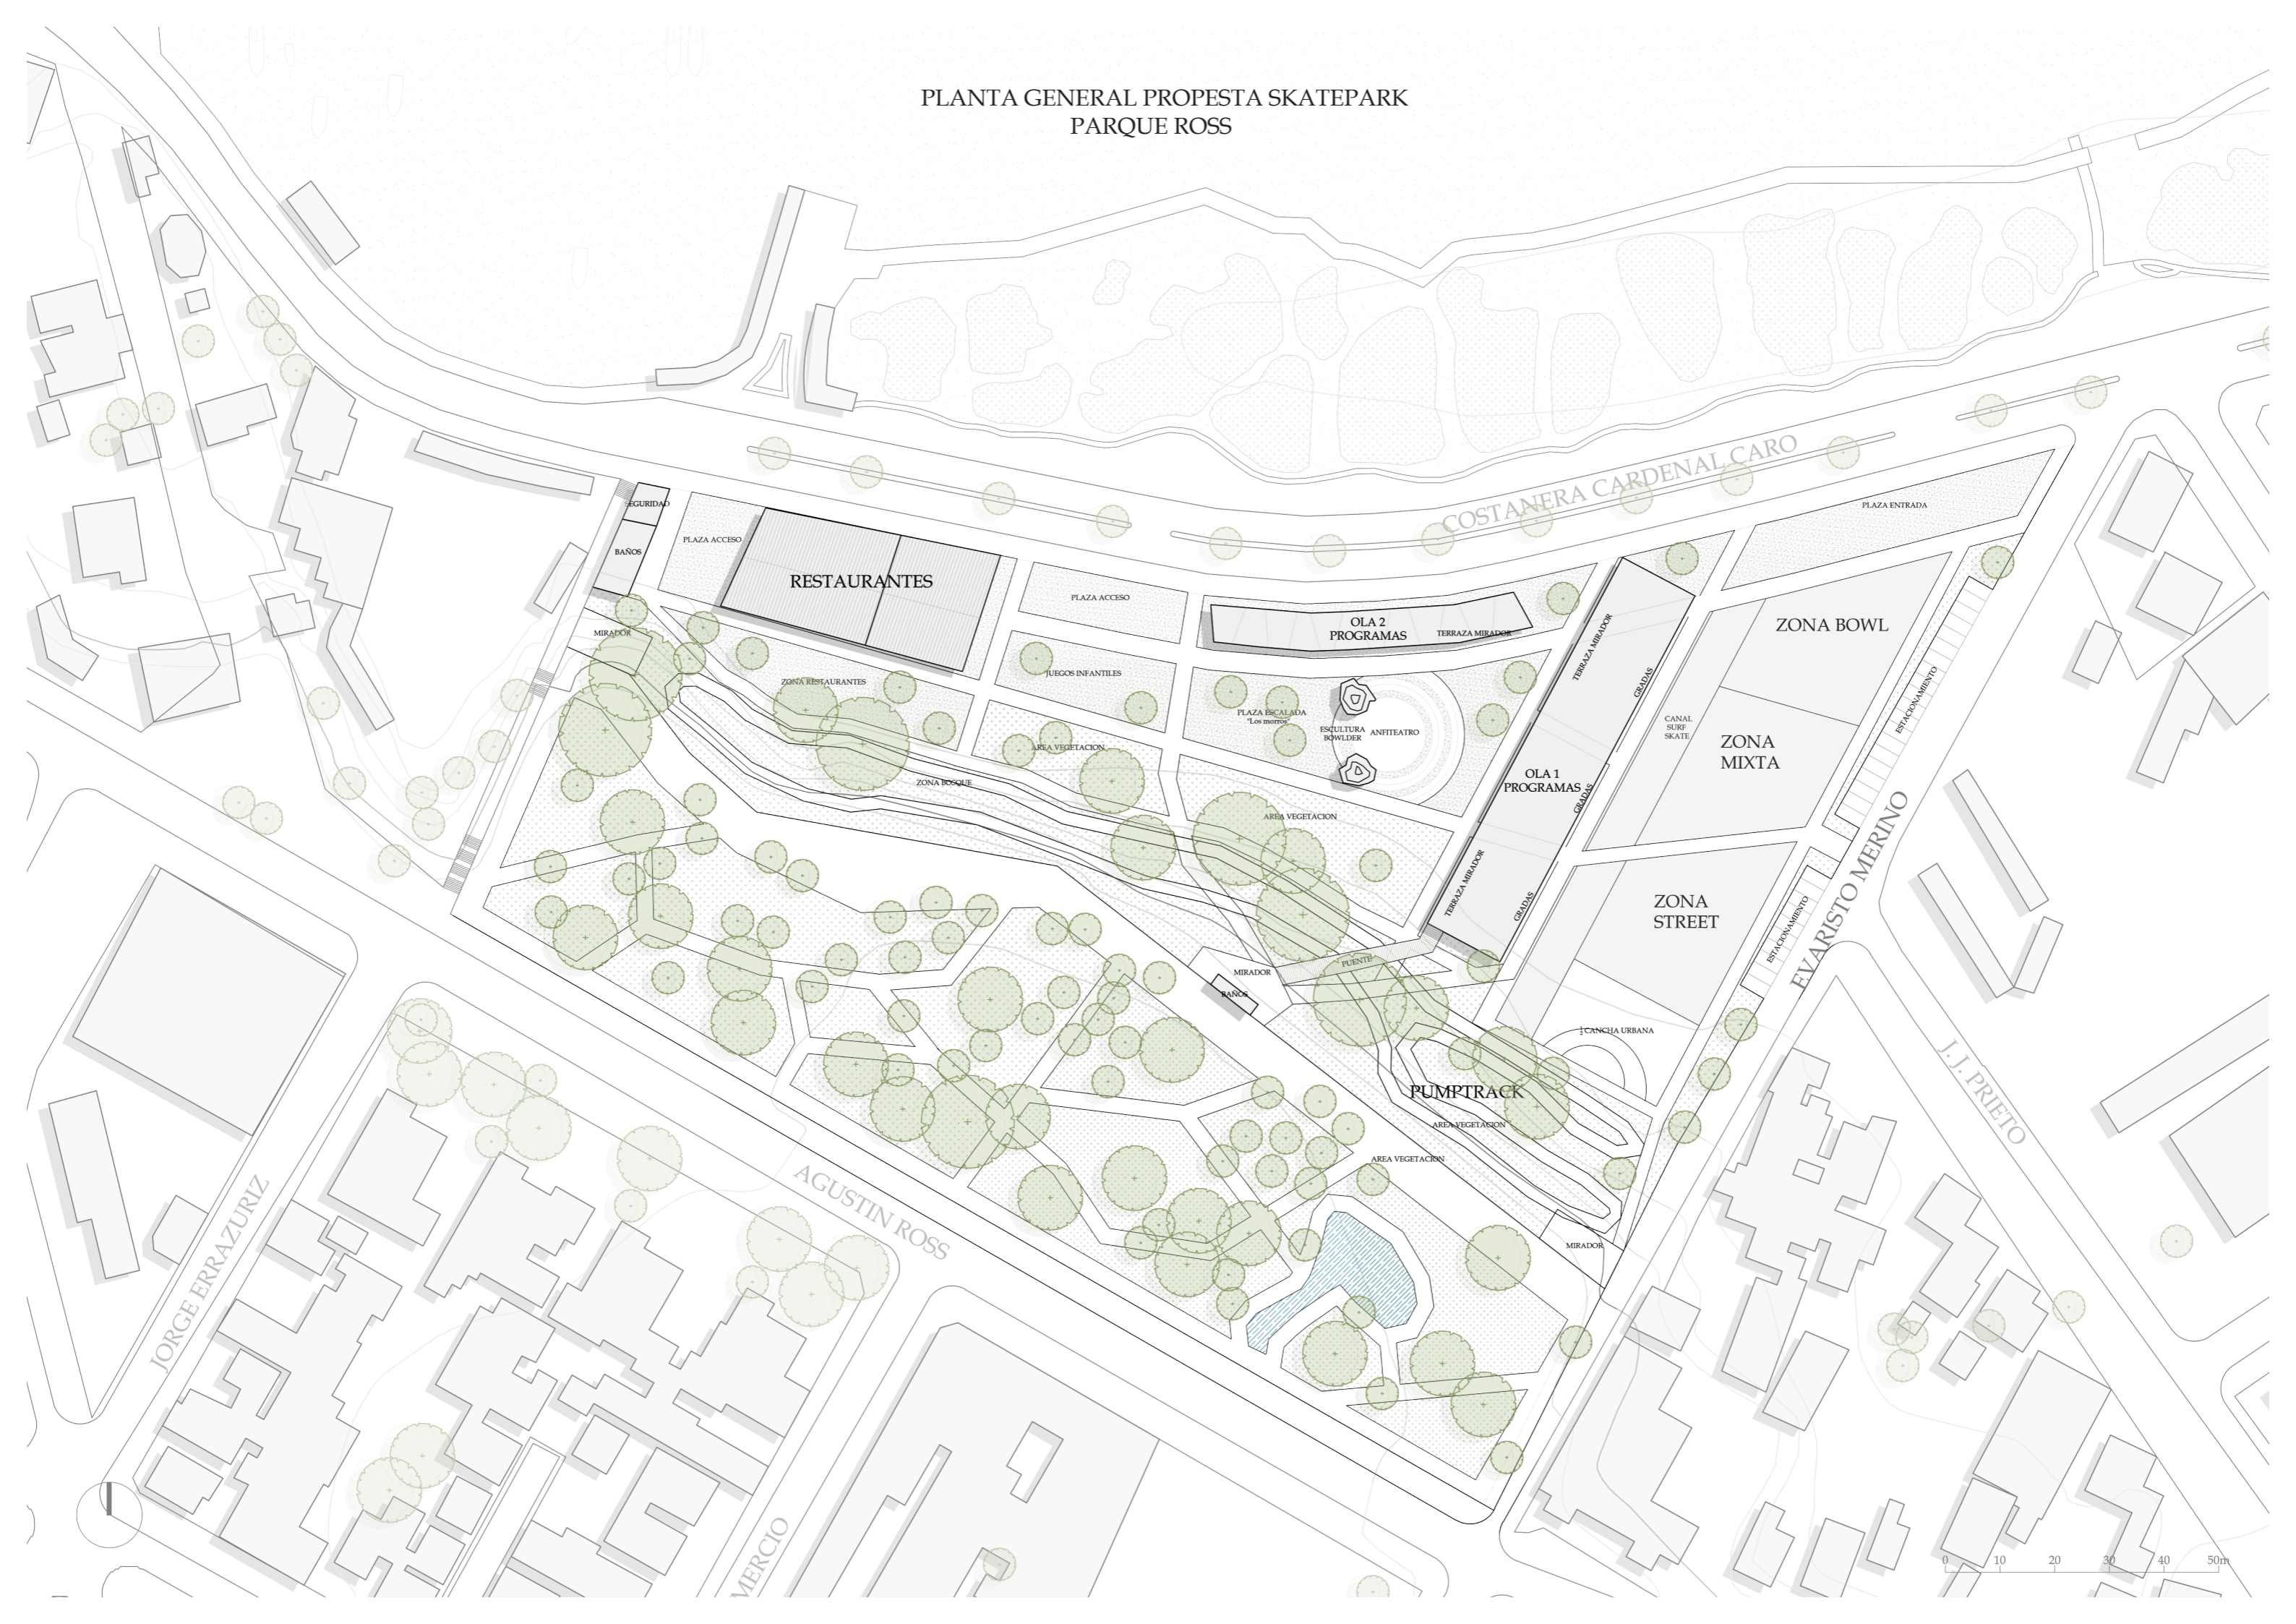 PLANTA GENERAL PROPESTA SKATEPARK
PARQUE ROSS
COSTANERA CARDENAL CARO
PLAZA ENTRADA
EGURIDAD
BAÑOS
PLAZA ACCESO
RESTAURANTES
PLAZA ACCESO
OLA 2
PROGRAMAS
TERRAZA MIRADOR
TERRAZA MIRADOR
ZONA BOWL
MIRADOR
JUEGOS INFANTILES
ZONA RESTAURANTES
GRADAS
ESTACIONAMIENTO
PLAZA ESCALADA
"Los morros"
ESCULTURA
BOWLDER
ANFITEATRO
CANAL
SURF
SKATE
ZONA
MIXTA
AREA VEGETACION
ZONA BOSQUE
OLA 1
PROGRAMAS
GRADAS
AREA VEGETACION
TERRAZA MIRADOR
GRADAS
ZONA
STREET
ESTACIONAMIENTO
EVARISTO MERINO
PUENTE
MIRADOR
BAÑOS
½ CANCHA URBANA
J. J. PRIETO
PUMPTRACK
AREA VEGETACION
AREA VEGETACION
AGUSTIN ROSS
JORGE ERRAZURIZ
MIRADOR
MERCIO
0 10 20 30 40 50m